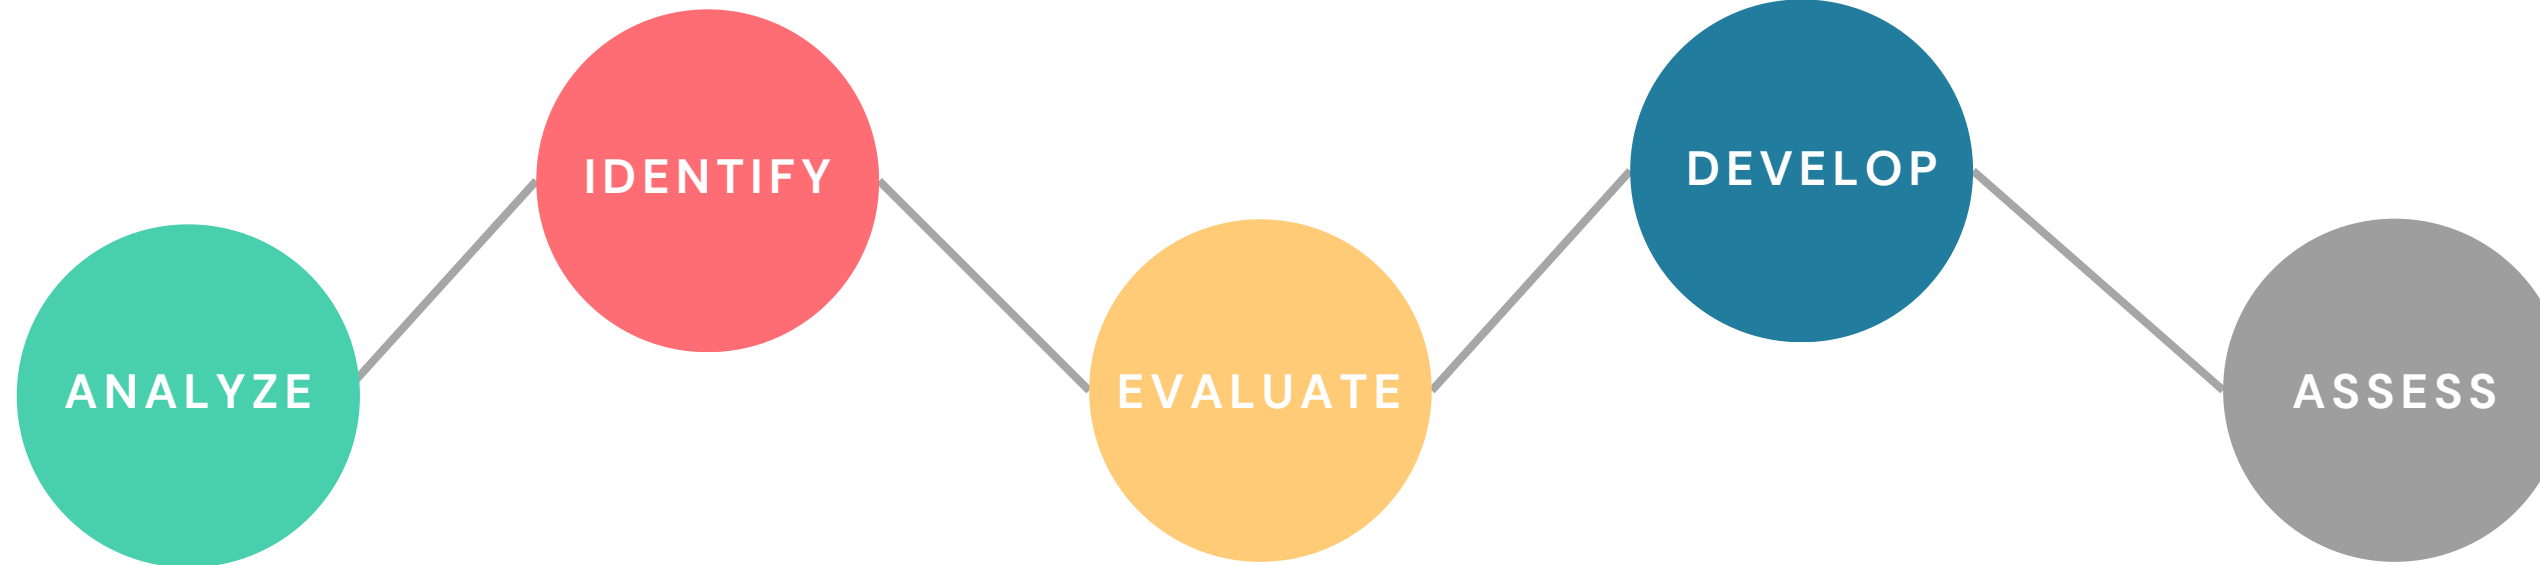 ANALYZE
IDENTIFY
EVALUATE
DEVELOP
ASSESS